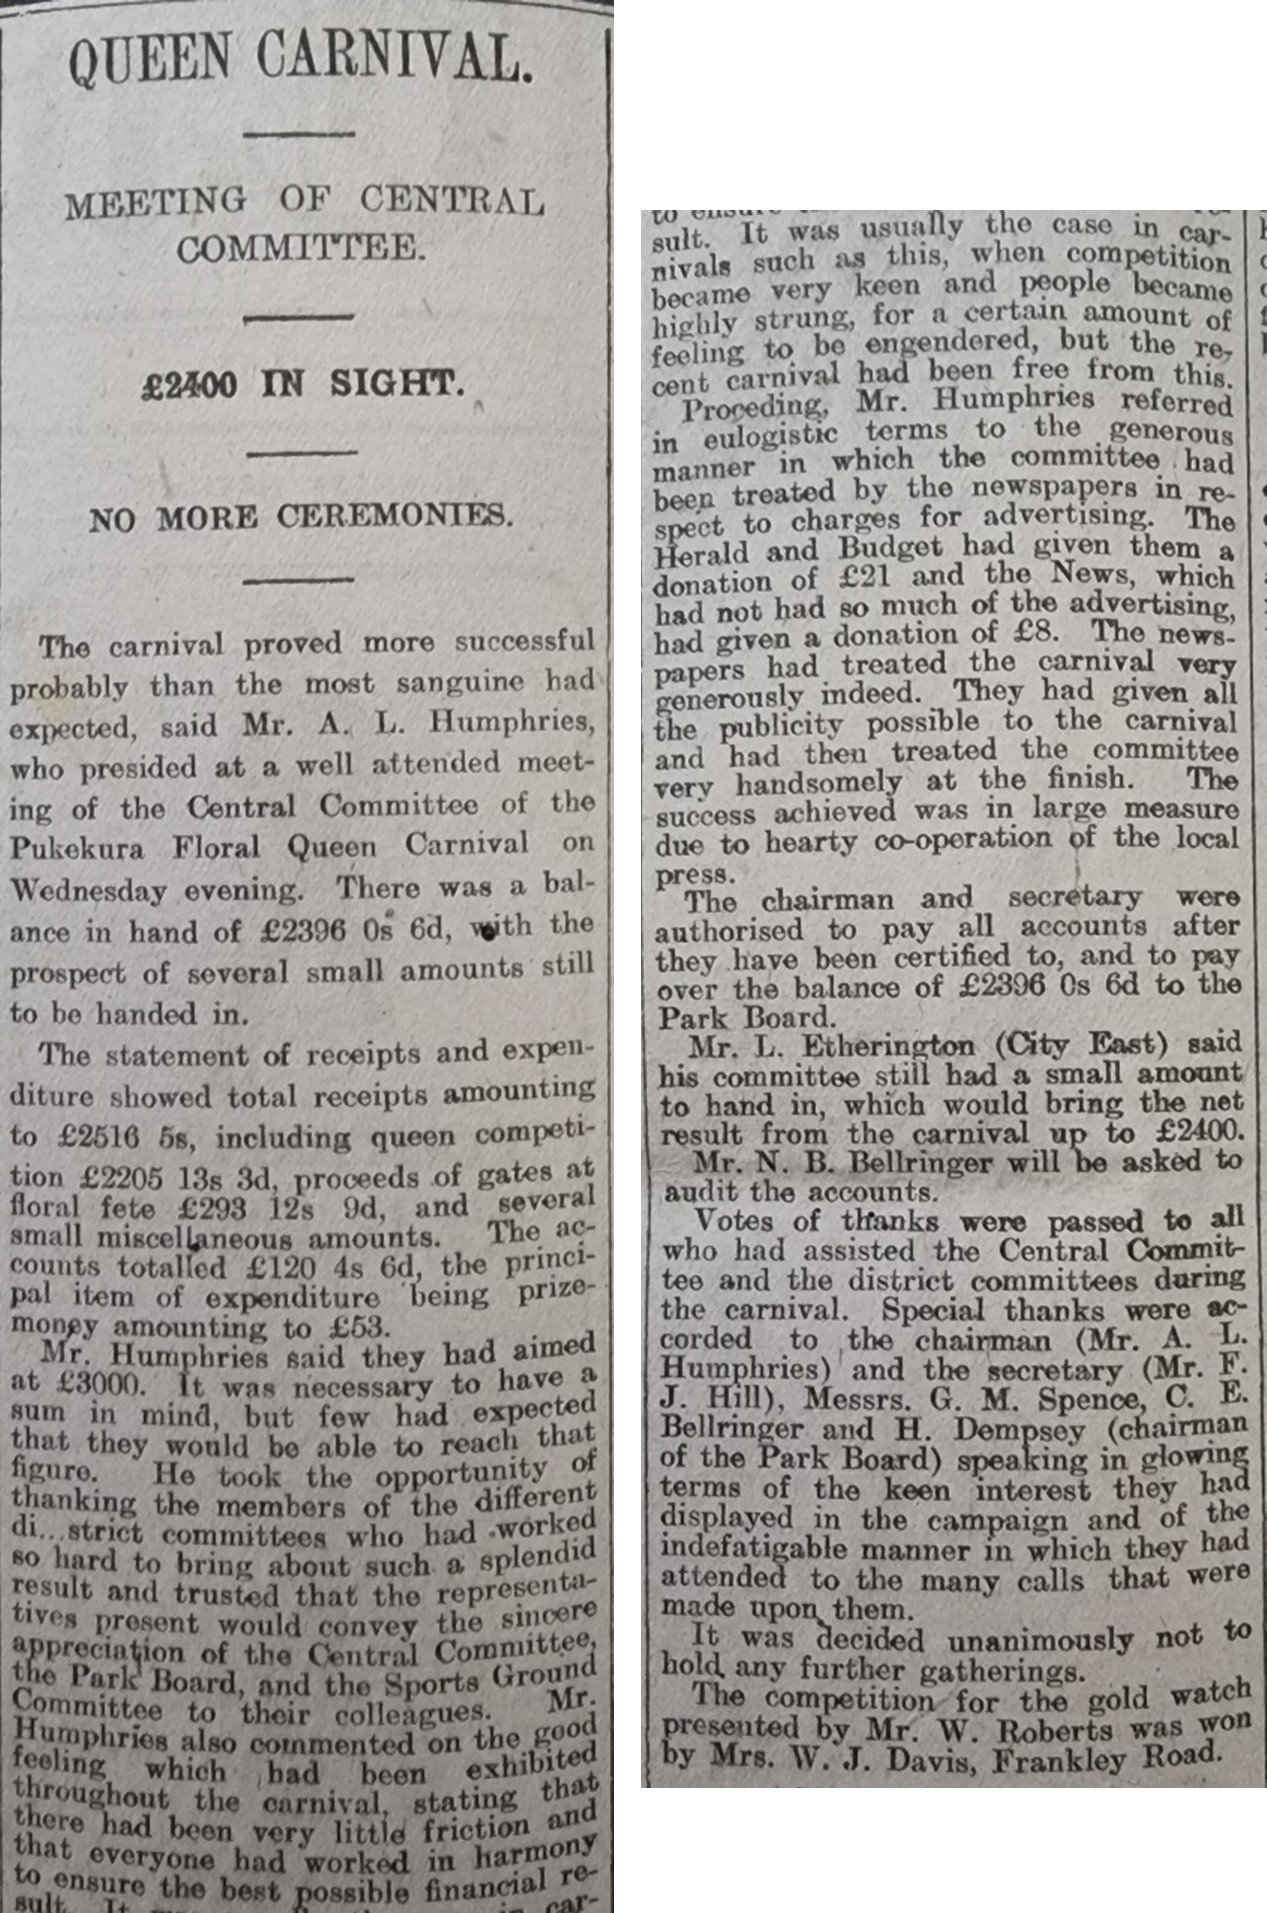 QUEEN CARNIVAL.
MEETING OF CENTRAL
COMMITTEE.
£2400 IN SIGHT.
NO MORE CEREMONIES.
The carnival proved more successful
probably than the most sanguine had
expected, said Mr. A. L. Humphries,
who presided at a well attended meet-
ing of the Central Committee of the
Pukekura Floral Queen Carnival on
Wednesday evening. There was a bal-
ance in hand of £2396 0s 6d, with the
prospect of several small amounts still
to be handed in.
The statement of receipts and expen-
diture showed total receipts amounting
to £2516 5s, including queen competi-
tion £2205 13s 3d, proceeds of gates at
floral fete £293 12s 9d, and several
small miscellaneous amounts. The ac-
counts totalled £120 4s 6d, the princi-
pal item of expenditure being prize-
money amounting to £53.
Mr. Humphries said they had aimed
at £3000. It was necessary to have a
sum in mind, but few had expected
that they would be able to reach that
figure. He took the opportunity of
thanking the members of the different
di...strict committees who had worked
so hard to bring about such a splendid
result and trusted that the representa-
tives present would convey the sincere
appreciation of the Central Committee,
the Park Board, and the Sports Ground
Committee to their colleagues. Mr.
Humphries also commented on the good
feeling which had been exhibited
throughout the carnival, stating that
there had been very little friction and
that everyone had worked in harmony
to ensure the best possible financial re-
sult. It car-
to ensure
sult. It was usually the case in car-
nivals such as this, when competition
became very keen and people became
highly strung, for a certain amount of
feeling to be engendered, but the re-
cent carnival had been free from this.
Proceding, Mr. Humphries referred
in eulogistic terms to the generous
manner in which the committee had
been treated by the newspapers in re-
spect to charges for advertising. The
Herald and Budget had given them a
donation of £21 and the News, which
had not had so much of the advertising,
had given a donation of £8. The news-
papers had treated the carnival very
generously indeed. They had given all
the publicity possible to the carnival
and had then treated the committee
very handsomely at the finish. The
success achieved was in large measure
due to hearty co-operation of the local
press.
The chairman and secretary were
authorised to pay all accounts after
they have been certified to, and to pay
over the balance of £2396 0s 6d to the
Park Board.
Mr. L. Etherington (City East) said
his committee still had a small amount
to hand in, which would bring the net
result from the carnival up to £2400.
Mr. N. B. Bellringer will be asked to
audit the accounts.
Votes of thanks were passed to all
who had assisted the Central Commit-
tee and the district committees during
the carnival. Special thanks were ac-
corded to the chairman (Mr. A. L.
Humphries) and the secretary (Mr. F.
J. Hill), Messrs. G. M. Spence, C. E.
Bellringer and H. Dempsey (chairman
of the Park Board) speaking in glowing
terms of the keen interest they had
displayed in the campaign and of the
indefatigable manner in which they had
attended to the many calls that were
made upon them.
It was decided unanimously not to
hold any further gatherings.
The competition for the gold watch
presented by Mr. W. Roberts was won
by Mrs. W. J. Davis, Frankley Road.